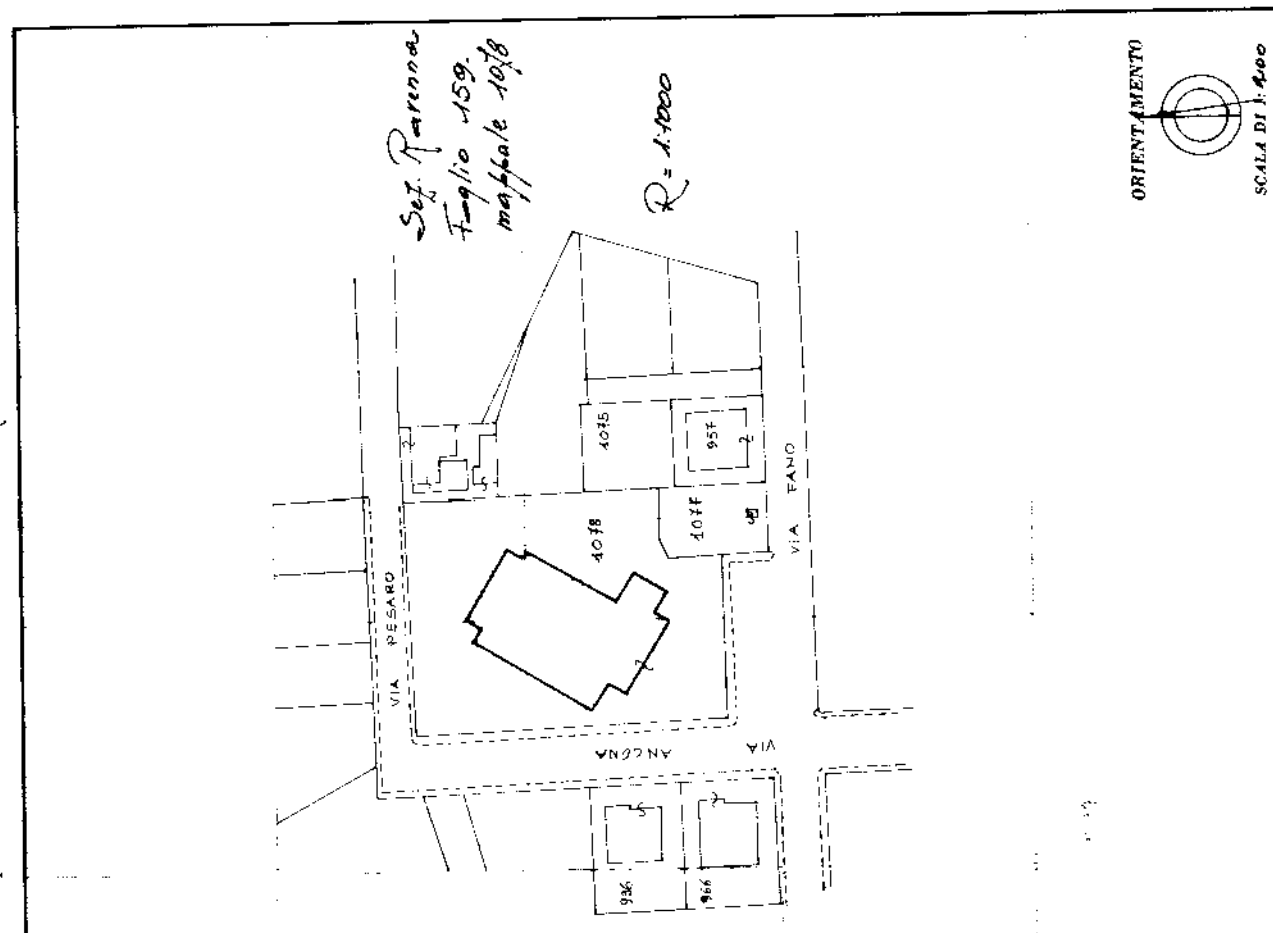 Sez. Ravenna
Foglio 159.
mappale 1078
R = 1:1000
ORIENTAMENTO
SCALA DI 1:
VIA PESARO
1075
957
1078
1077
VIA FANO
VIA ANCONA
936
966